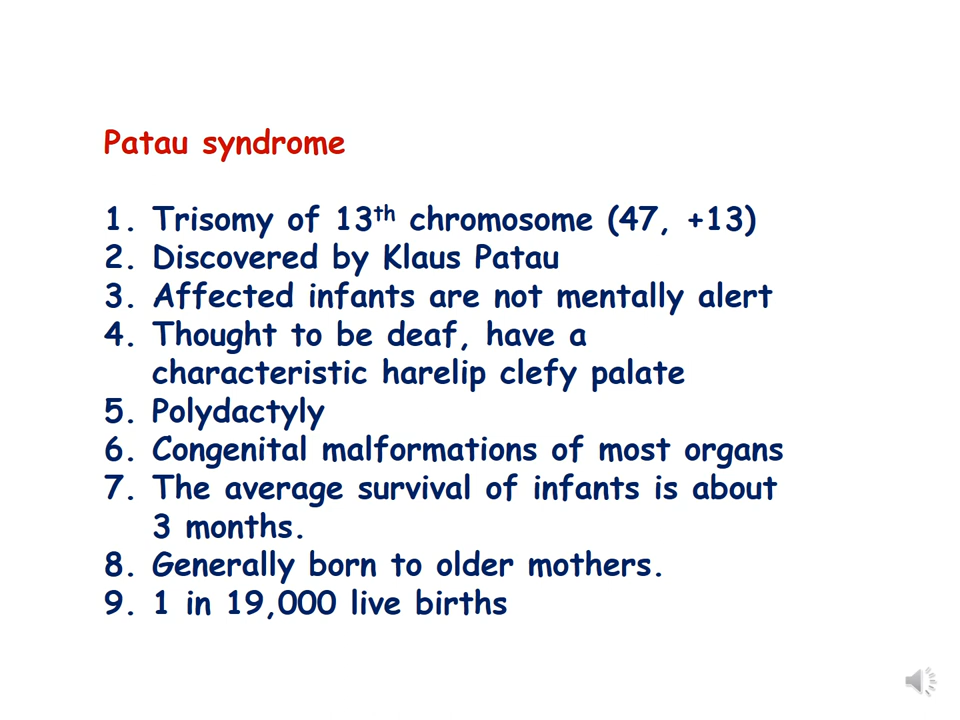 Patau syndrome
1. Trisomy of 13th chromosome (47, +13)
2. Discovered by Klaus Patau
3. Affected infants are not mentally alert
4. Thought to be deaf, have a
characteristic harelip clefy palate
5. Polydactyly
6. Congenital malformations of most organs
7. The average survival of infants is about
3 months.
8. Generally born to older mothers.
9. 1 in 19,000 live births